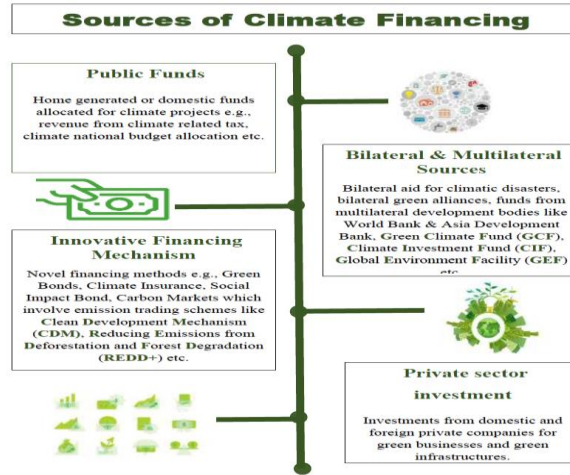 Sources of Climate Financing
Public Funds
Home generated or domestic funds
allocated for climate projects e.g.,
revenue from climate related tax,
climate national budget allocation etc.
Bilateral & Multilateral
Sources
Bilateral aid for climatic disasters,
bilateral green alliances, funds from
multilateral development bodies like
World Bank & Asia Development
Bank, Green Climate Fund (GCF),
Climate Investment Fund (CIF),
Global Environment Facility (GEF)
etc
Innovative Financing
Mechanism
Novel financing methods e.g., Green
Bonds, Climate Insurance, Social
Impact Bond, Carbon Markets which
involve emission trading schemes like
Clean Development Mechanism
(CDM), Reducing Emissions from
Deforestation and Forest Degradation
(REDD+) etc.
Private sector
investment
Investments from domestic and
foreign private companies for
green businesses and green
infrastructures.